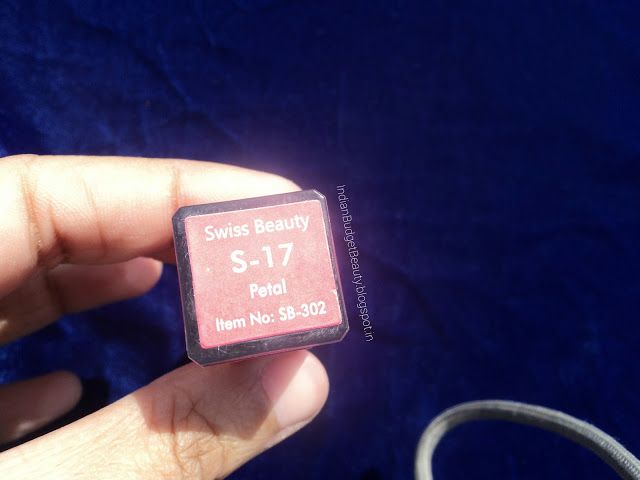 Swiss Beauty
S-17
Petal
Item No: SB-302
IndianBudgetBeauty.blogspot.in